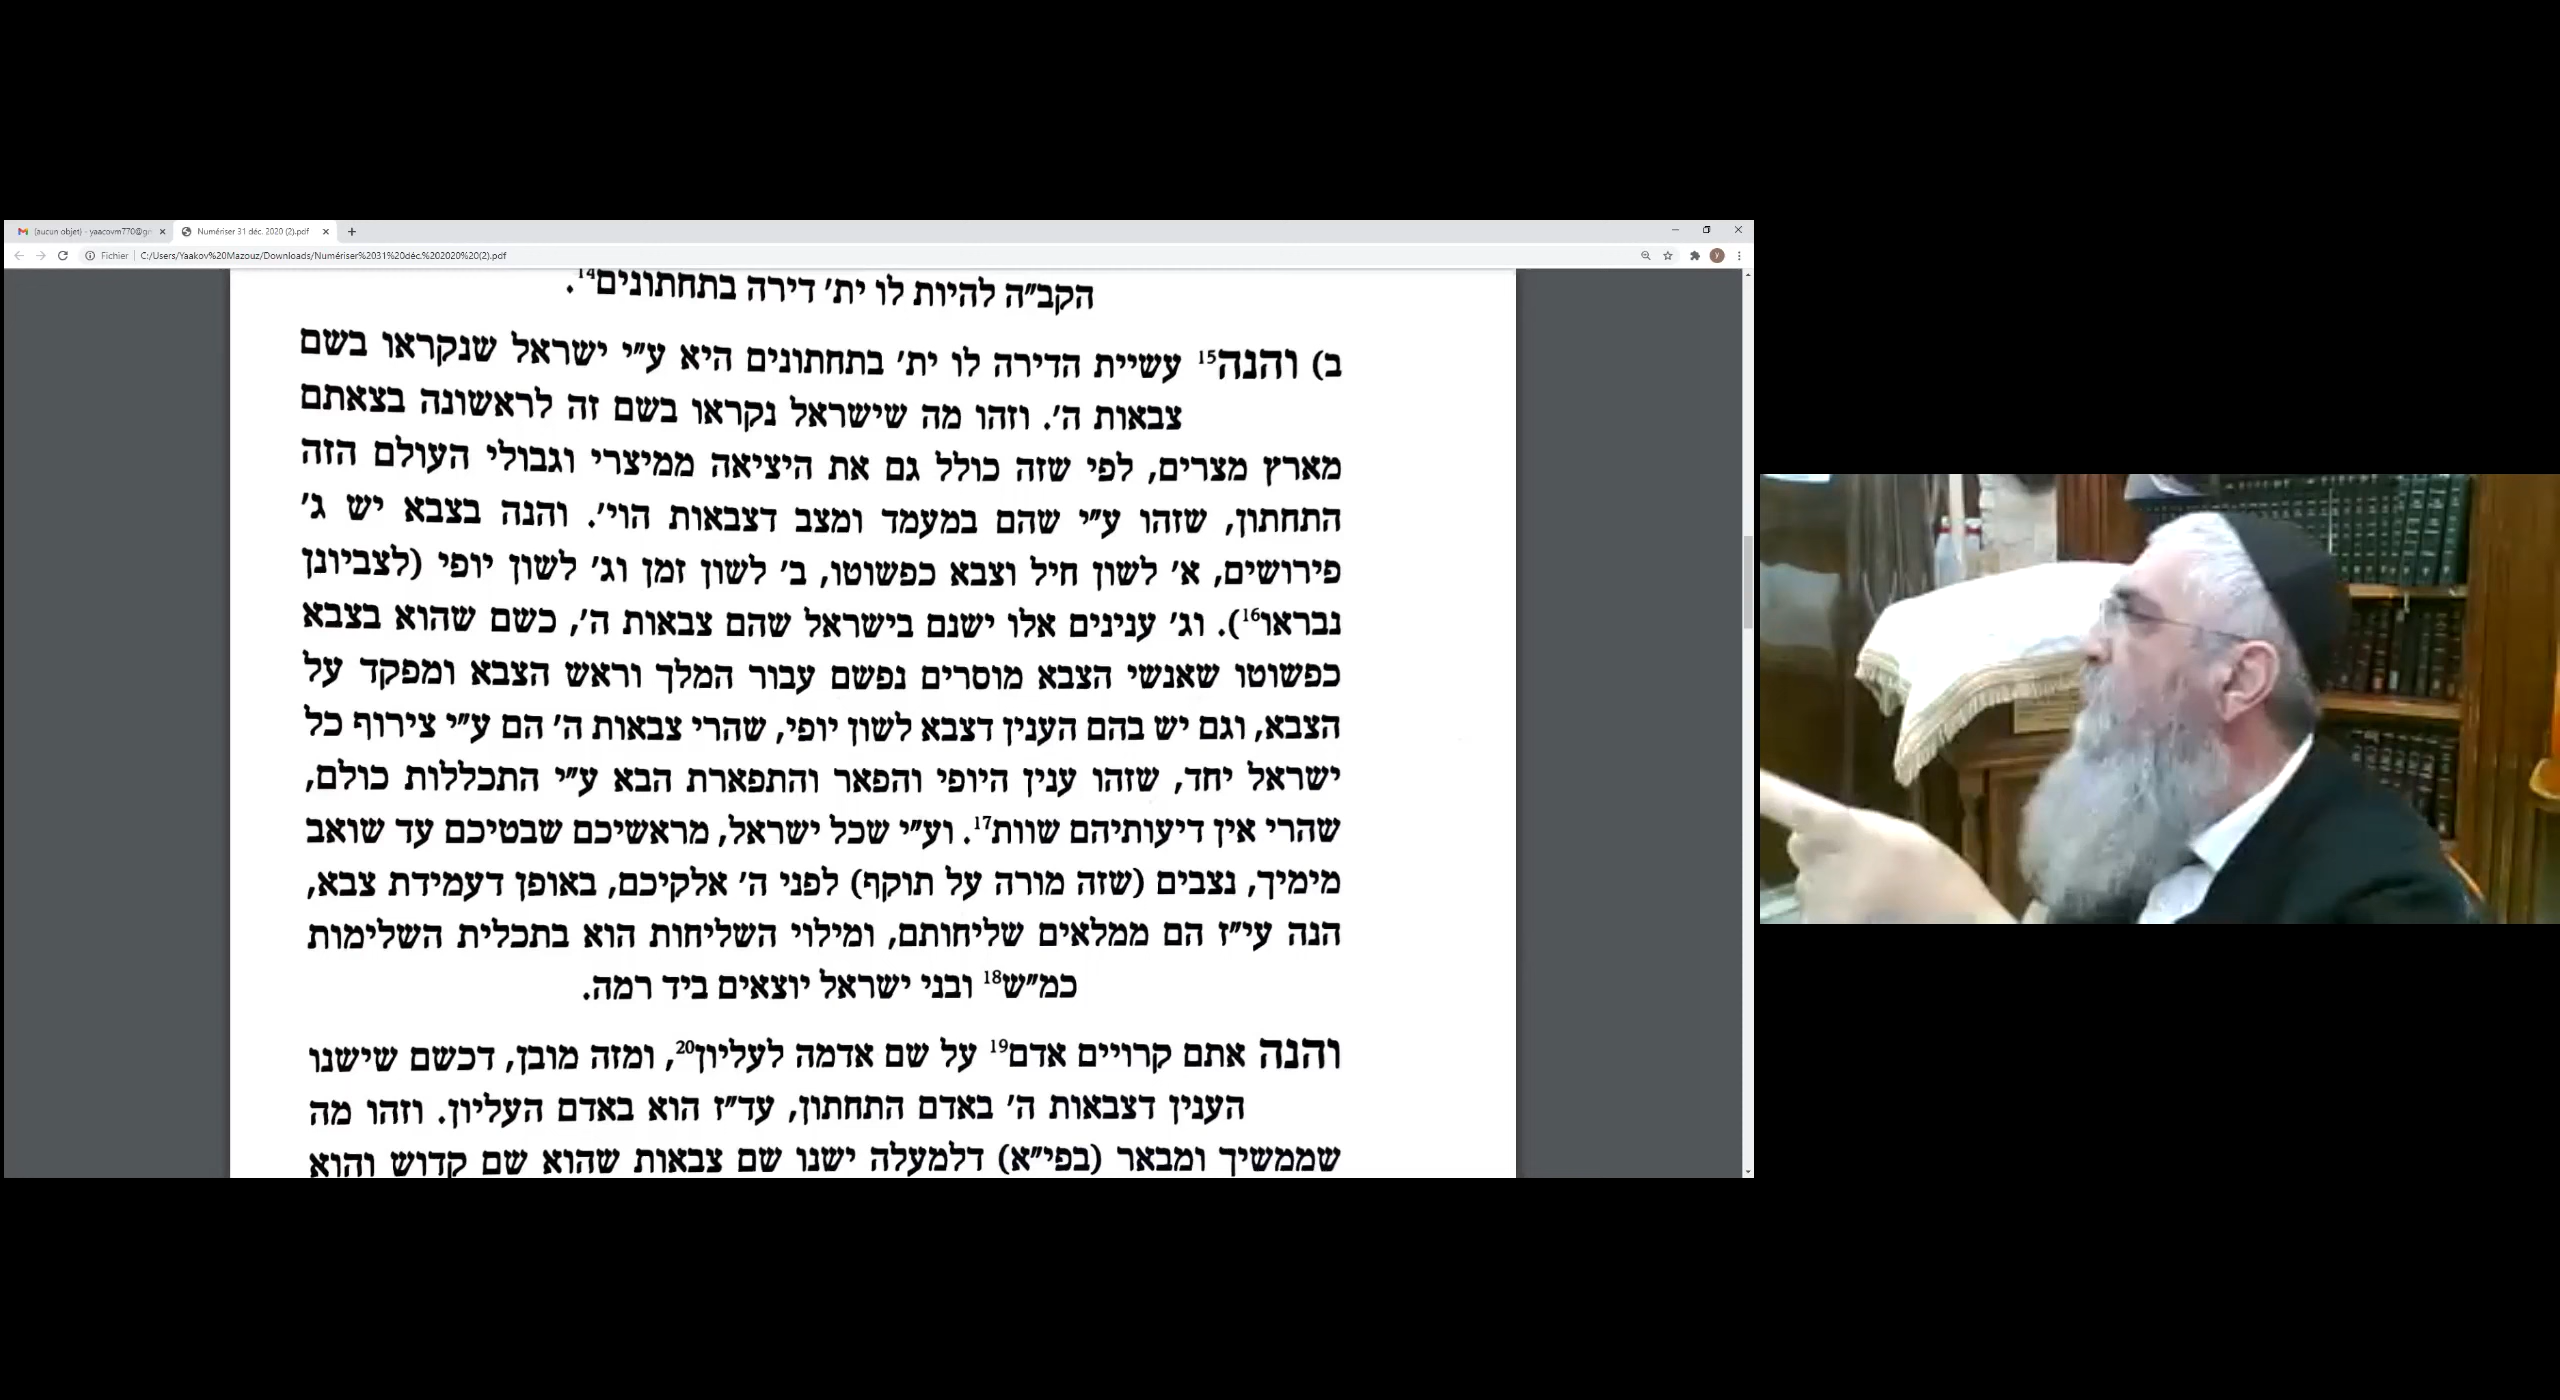 (aucun objet) - yaacovm770@gm
Numériser 31 déc. 2020 (2).pdf
Fichier
C:/Users/Yaakov%20Mazouz/Downloads/Numériser%2031%20déc.%202020%20(2).pdf
הקב"ה להיות לו ית' דירה בתחתונים14.
ב) והנה15 עשיית הדירה לו ית' בתחתונים היא ע"י ישראל שנקראו בשם
צבאות ה'. וזהו מה שישראל נקראו בשם זה לראשונה בצאתם
מארץ מצרים, לפי שזה כולל גם את היציאה ממיצרי וגבולי העולם הזה
התחתון, שזהו ע"י שהם במעמד ומצב דצבאות הוי'. והנה בצבא יש ג'
פירושים, א' לשון חיל וצבא כפשוטו, ב' לשון זמן וג' לשון יופי (לצביונן
נבראו16). וג' ענינים אלו ישנם בישראל שהם צבאות ה', כשם שהוא בצבא
כפשוטו שאנשי הצבא מוסרים נפשם עבור המלך וראש הצבא ומפקד על
הצבא, וגם יש בהם הענין דצבא לשון יופי, שהרי צבאות ה' הם ע"י צירוף כל
ישראל יחד, שזהו ענין היופי והפאר והתפארת הבא ע"י התכללות כולם,
שהרי אין דיעותיהם שוות17. וע"י שכל ישראל, מראשיכם שבטיכם עד שואב
מימיך, נצבים (שזה מורה על תוקף) לפני ה' אלקיכם, באופן דעמידת צבא,
הנה עי"ז הם ממלאים שליחותם, ומילוי השליחות הוא בתכלית השלימות
כמ"ש18 ובני ישראל יוצאים ביד רמה.
והנה אתם קרויים אדם19 על שם אדמה לעליון20, ומזה מובן, דכשם שישנו
הענין דצבאות ה' באדם התחתון, עד"ז הוא באדם העליון. וזהו מה
שממשיך ומבאר (בפי"א) דלמעלה ישנו שם צבאות שהוא שם קדוש והוא